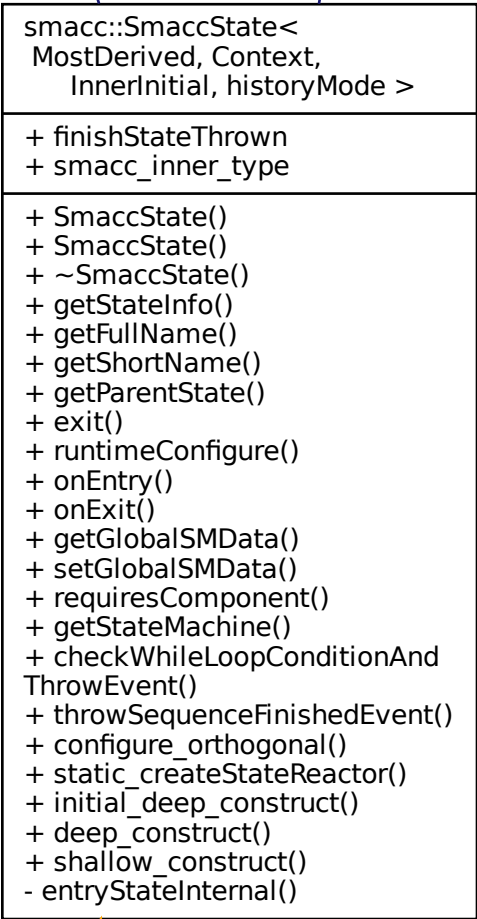 smacc::SmaccState<
MostDerived, Context,
InnerInitial, historyMode >
+ finishStateThrown
+ smacc_inner_type
+ SmaccState()
+ SmaccState()
+ ~SmaccState()
+ getStateInfo()
+ getFullName()
+ getShortName()
+ getParentState()
+ exit()
+ runtimeConfigure()
+ onEntry()
+ onExit()
+ getGlobalSMData()
+ setGlobalSMData()
+ requiresComponent()
+ getStateMachine()
+ checkWhileLoopConditionAnd
ThrowEvent()
+ throwSequenceFinishedEvent()
+ configure_orthogonal()
+ static_createStateReactor()
+ initial_deep_construct()
+ deep_construct()
+ shallow_construct()
- entryStateInternal()